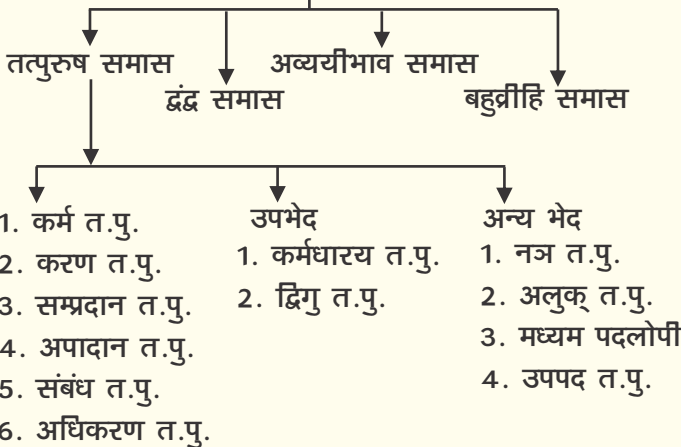 तत्पुरुष समास
अव्ययीभाव समास
द्वंद्व समास
बहुव्रीहि समास
1. कर्म त.पु.
2. करण त.पु.
3. सम्प्रदान त.पु.
4. अपादान त.पु.
5. संबंध त.पु.
6. अधिकरण त.पु.
उपभेद
1. कर्मधारय त.पु.
2. द्विगु त.पु.
अन्य भेद
1. नञ त.पु.
2. अलुक् त.पु.
3. मध्यम पदलोपी
4. उपपद त.पु.